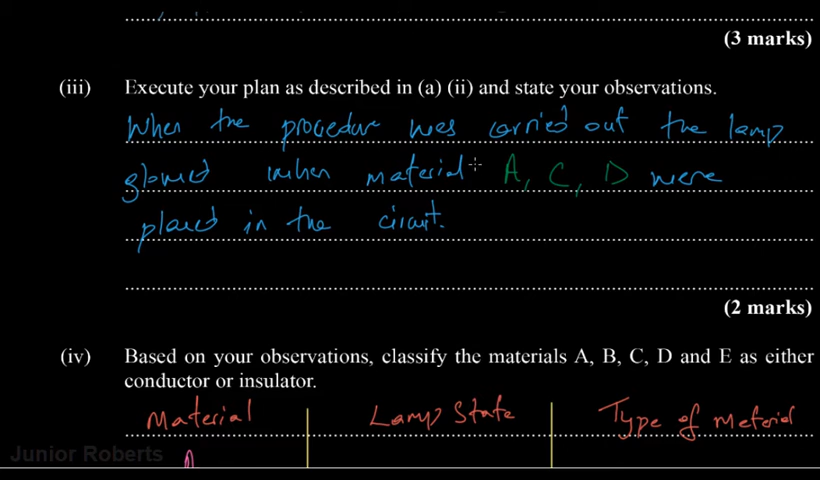 (3 marks)
(iii) Execute your plan as described in (a) (ii) and state your observations.
When the procedure was carried out the lamp
glowed when material A, C, D were
placed in the circuit.
(2 marks)
(iv) Based on your observations, classify the materials A, B, C, D and E as either
conductor or insulator.
Material Lamp State Type of Material
Junior Roberts